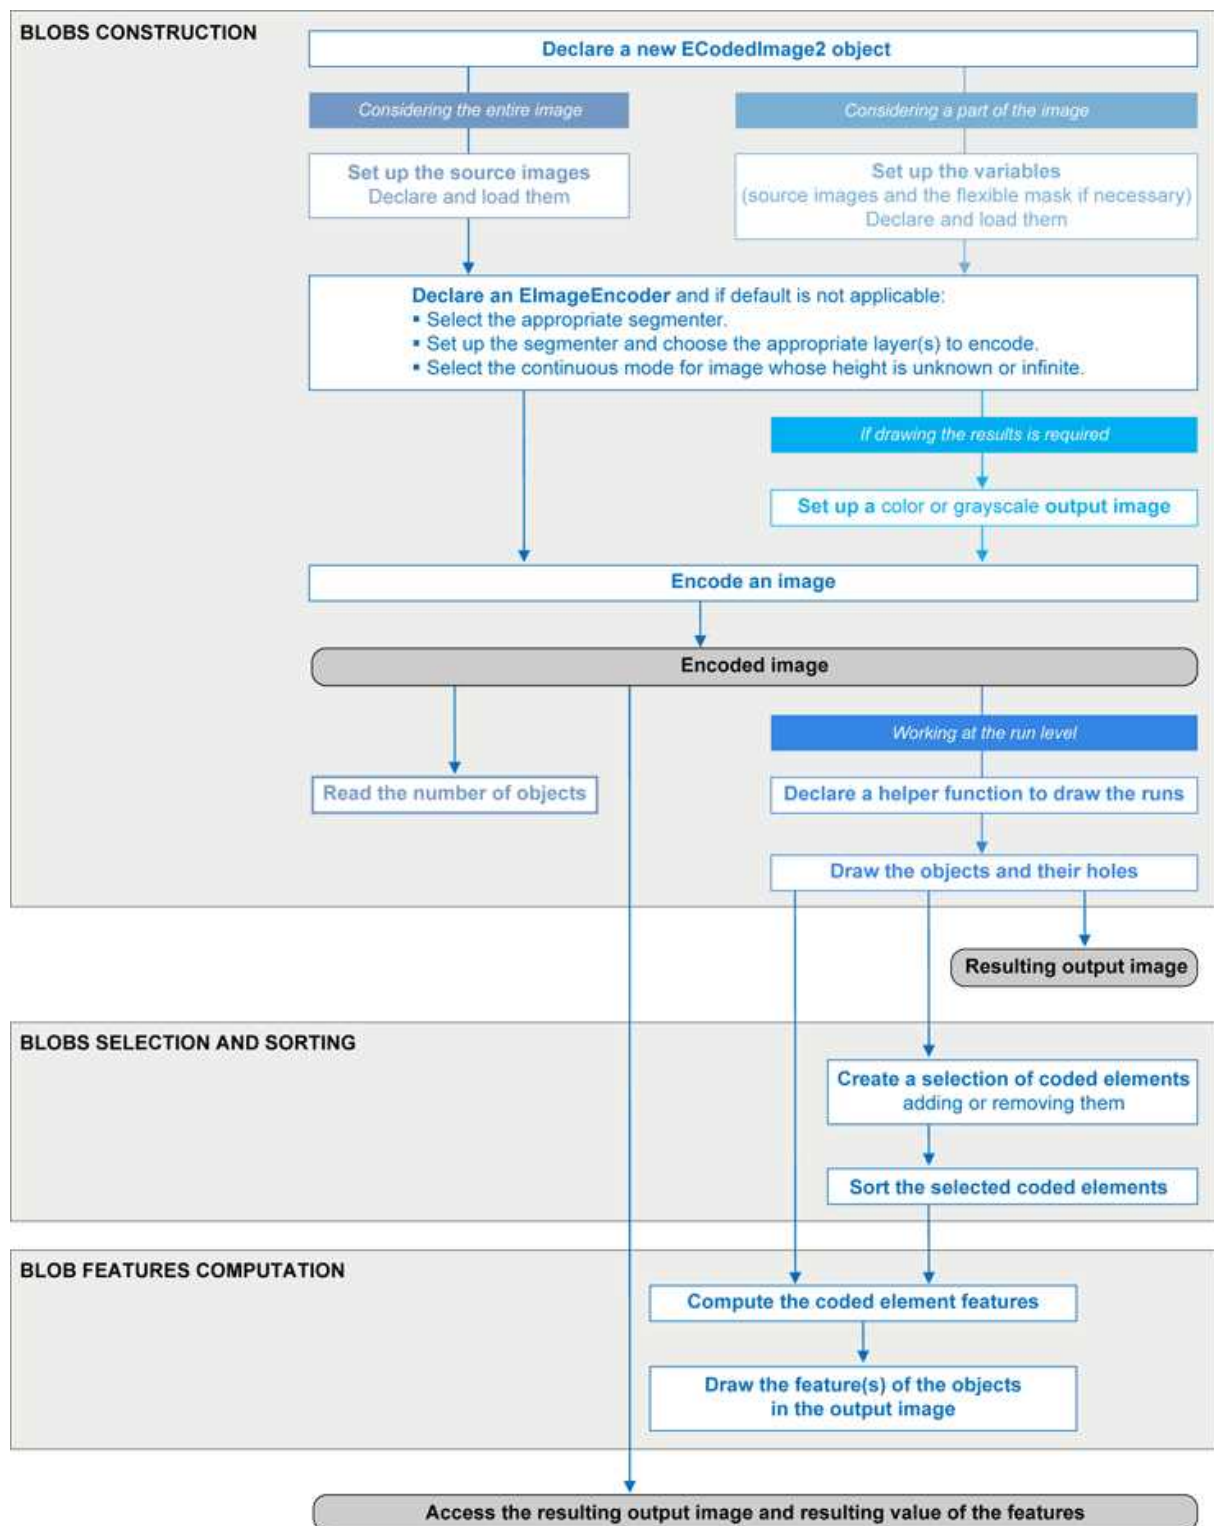 BLOBS CONSTRUCTION
Declare a new ECodedImage2 object
Considering the entire image
Considering a part of the image
Set up the source images
Declare and load them
Set up the variables
(source images and the flexible mask if necessary)
Declare and load them
Declare an EImageEncoder and if default is not applicable:
▪ Select the appropriate segmenter.
▪ Set up the segmenter and choose the appropriate layer(s) to encode.
▪ Select the continuous mode for image whose height is unknown or infinite.
If drawing the results is required
Set up a color or grayscale output image
Encode an image
Encoded image
Working at the run level
Read the number of objects
Declare a helper function to draw the runs
Draw the objects and their holes
Resulting output image
BLOBS SELECTION AND SORTING
Create a selection of coded elements
adding or removing them
Sort the selected coded elements
BLOB FEATURES COMPUTATION
Compute the coded element features
Draw the feature(s) of the objects
in the output image
Access the resulting output image and resulting value of the features